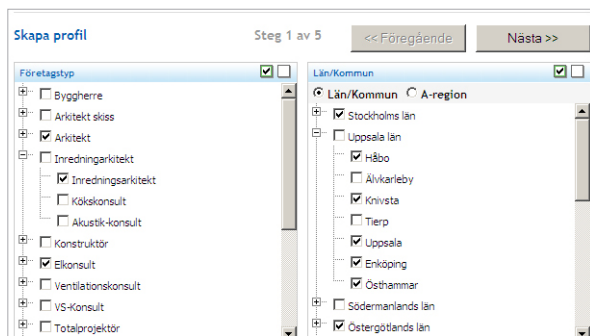 Skapa profil
Steg 1 av 5
<< Föregående
Nästa >>
Företagstyp
Byggherre
Arkitekt skiss
Arkitekt
Inredningarkitekt
Inredningsarkitekt
Kökskonsult
Akustik-konsult
Konstruktör
Elkonsult
Ventilationskonsult
VS-Konsult
Totalprojektör
Län/Kommun
Län/Kommun A-region
Stockholms län
Uppsala län
Håbo
Älvkarleby
Knivsta
Tierp
Uppsala
Enköping
Östhammar
Södermanlands län
Östergötlands län